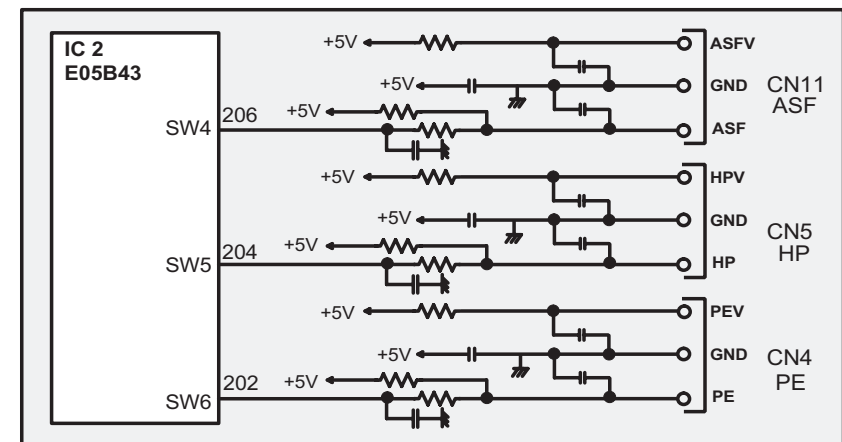 IC 2
E05B43
SW4
206
SW5
204
SW6
202
+5V
ASFV
+5V
GND
+5V
ASF
CN11
ASF
+5V
HPV
+5V
GND
+5V
HP
CN5
HP
+5V
PEV
+5V
GND
+5V
PE
CN4
PE